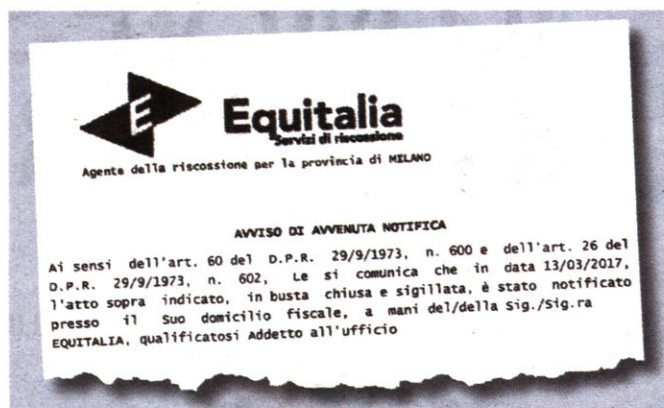 E
Equitalia
Servizi di riscossione
Agente della riscossione per la provincia di MILANO
AVVISO DI AVVENUTA NOTIFICA
Ai sensi dell'art. 60 del D.P.R. 29/9/1973, n. 600 e dell'art. 26 del
D.P.R. 29/9/1973, n. 602, Le si comunica che in data 13/03/2017,
l'atto sopra indicato, in busta chiusa e sigillata, è stato notificato
presso il Suo domicilio fiscale, a mani del/della Sig./Sig.ra
EQUITALIA, qualificatosi Addetto all'ufficio